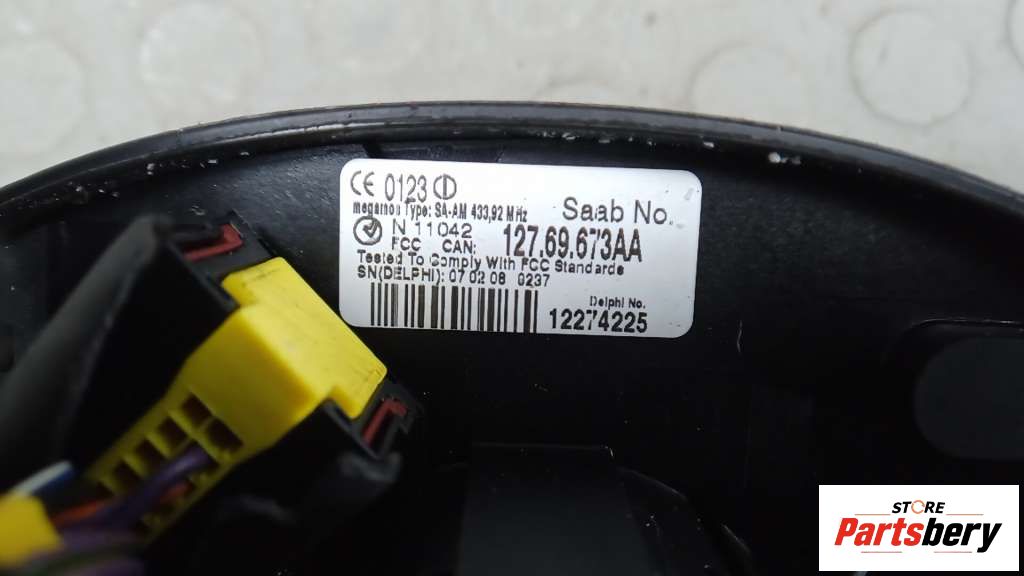 CE 0123
megamos Type: SA-AM 433,92 MHz
Saab No.
N 11042
FCC CAN: 127.69.673AA
Tested To Comply With FCC Standards
SN(DELPHI): 07 02 08 0237
Delphi No.
12274225
STORE
Partsbery